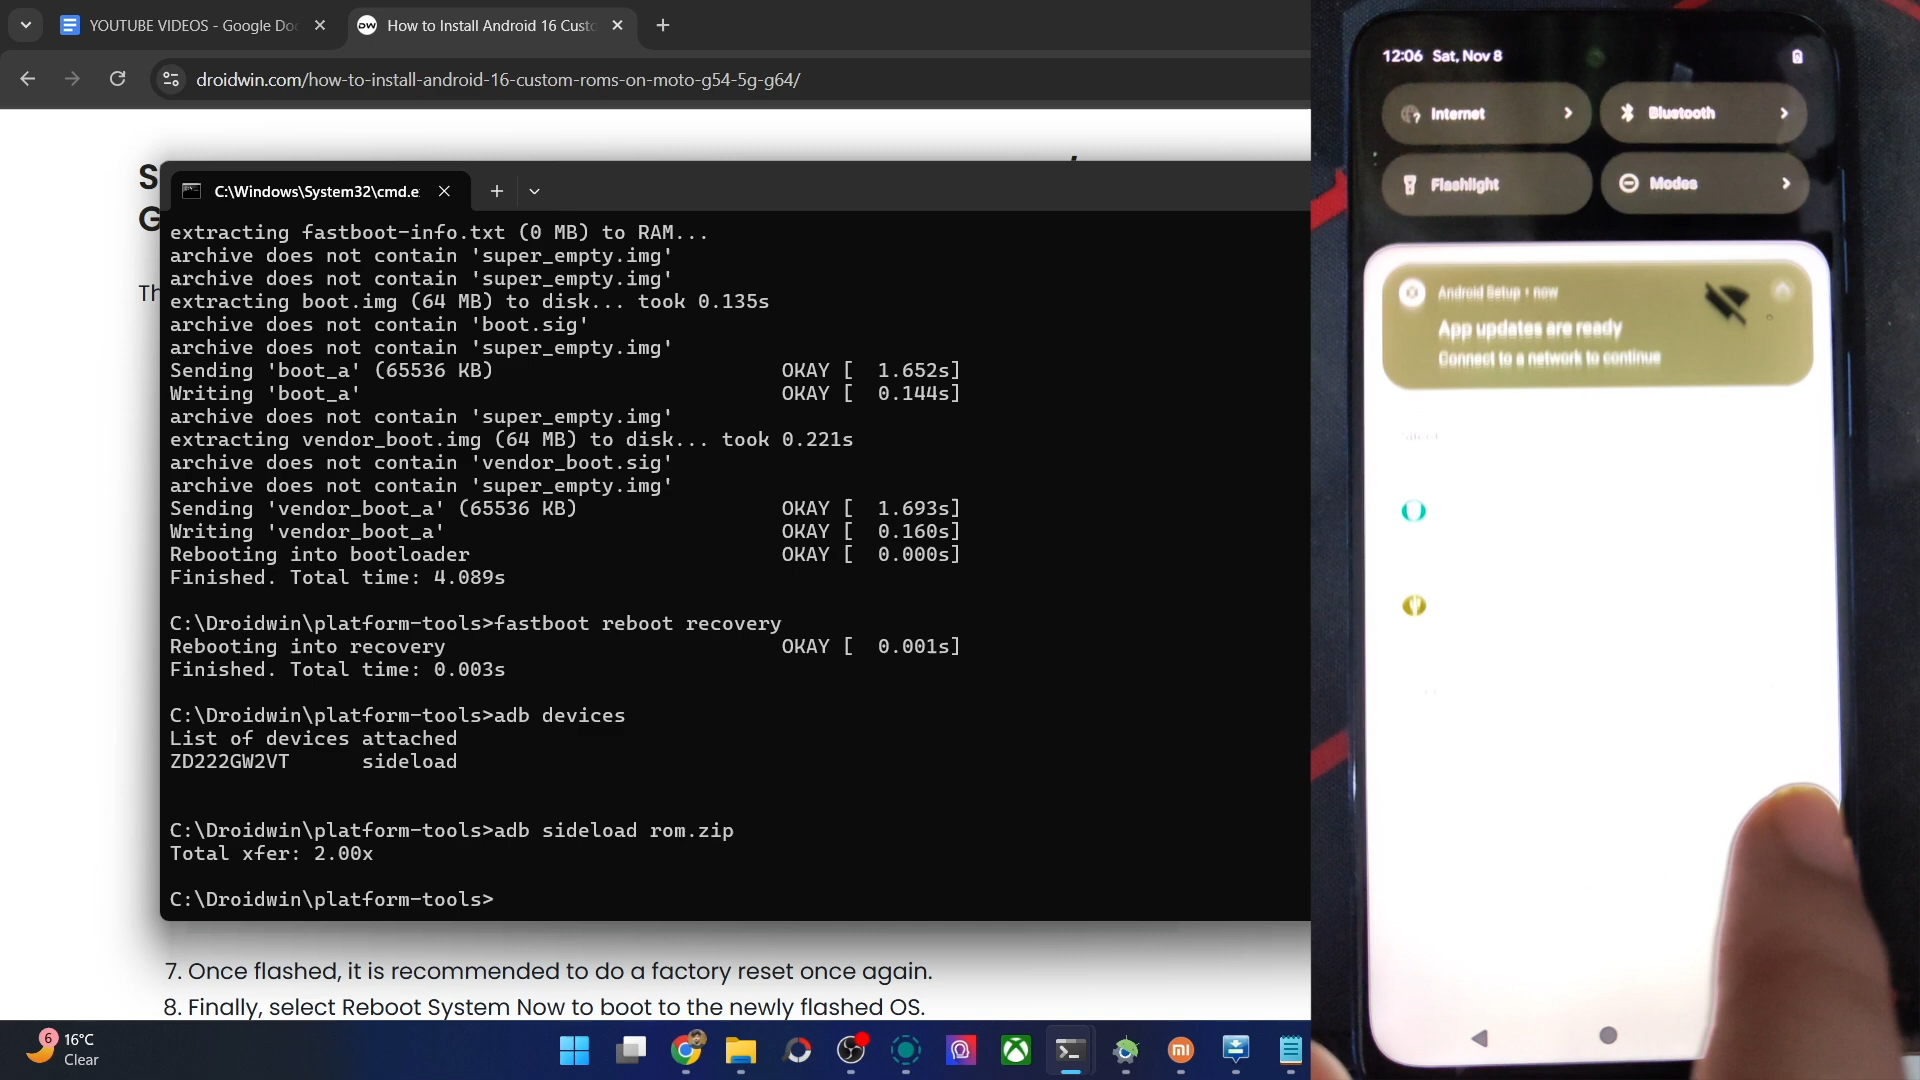 YOUTUBE VIDEOS - Google Do
How to Install Android 16 Custo
droidwin.com/how-to-install-android-16-custom-roms-on-moto-g54-5g-g64/
S
G
Th
C:\Windows\System32\cmd.e
extracting fastboot-info.txt (0 MB) to RAM...
archive does not contain 'super_empty.img'
archive does not contain 'super_empty.img'
extracting boot.img (64 MB) to disk... took 0.135s
archive does not contain 'boot.sig'
archive does not contain 'super_empty.img'
Sending 'boot_a' (65536 KB) OKAY [ 1.652s]
Writing 'boot_a' OKAY [ 0.144s]
archive does not contain 'super_empty.img'
extracting vendor_boot.img (64 MB) to disk... took 0.221s
archive does not contain 'vendor_boot.sig'
archive does not contain 'super_empty.img'
Sending 'vendor_boot_a' (65536 KB) OKAY [ 1.693s]
Writing 'vendor_boot_a' OKAY [ 0.160s]
Rebooting into bootloader OKAY [ 0.000s]
Finished. Total time: 4.089s
C:\Droidwin\platform-tools>fastboot reboot recovery
Rebooting into recovery OKAY [ 0.001s]
Finished. Total time: 0.003s
C:\Droidwin\platform-tools>adb devices
List of devices attached
ZD222GW2VT sideload
C:\Droidwin\platform-tools>adb sideload rom.zip
Total xfer: 2.00x
C:\Droidwin\platform-tools>
7. Once flashed, it is recommended to do a factory reset once again.
8. Finally, select Reboot System Now to boot to the newly flashed OS.
6
16°C
Clear
12:06 Sat, Nov 8
Internet
Bluetooth
Flashlight
Modes
Android Setup • now
App updates are ready
Connect to a network to continue